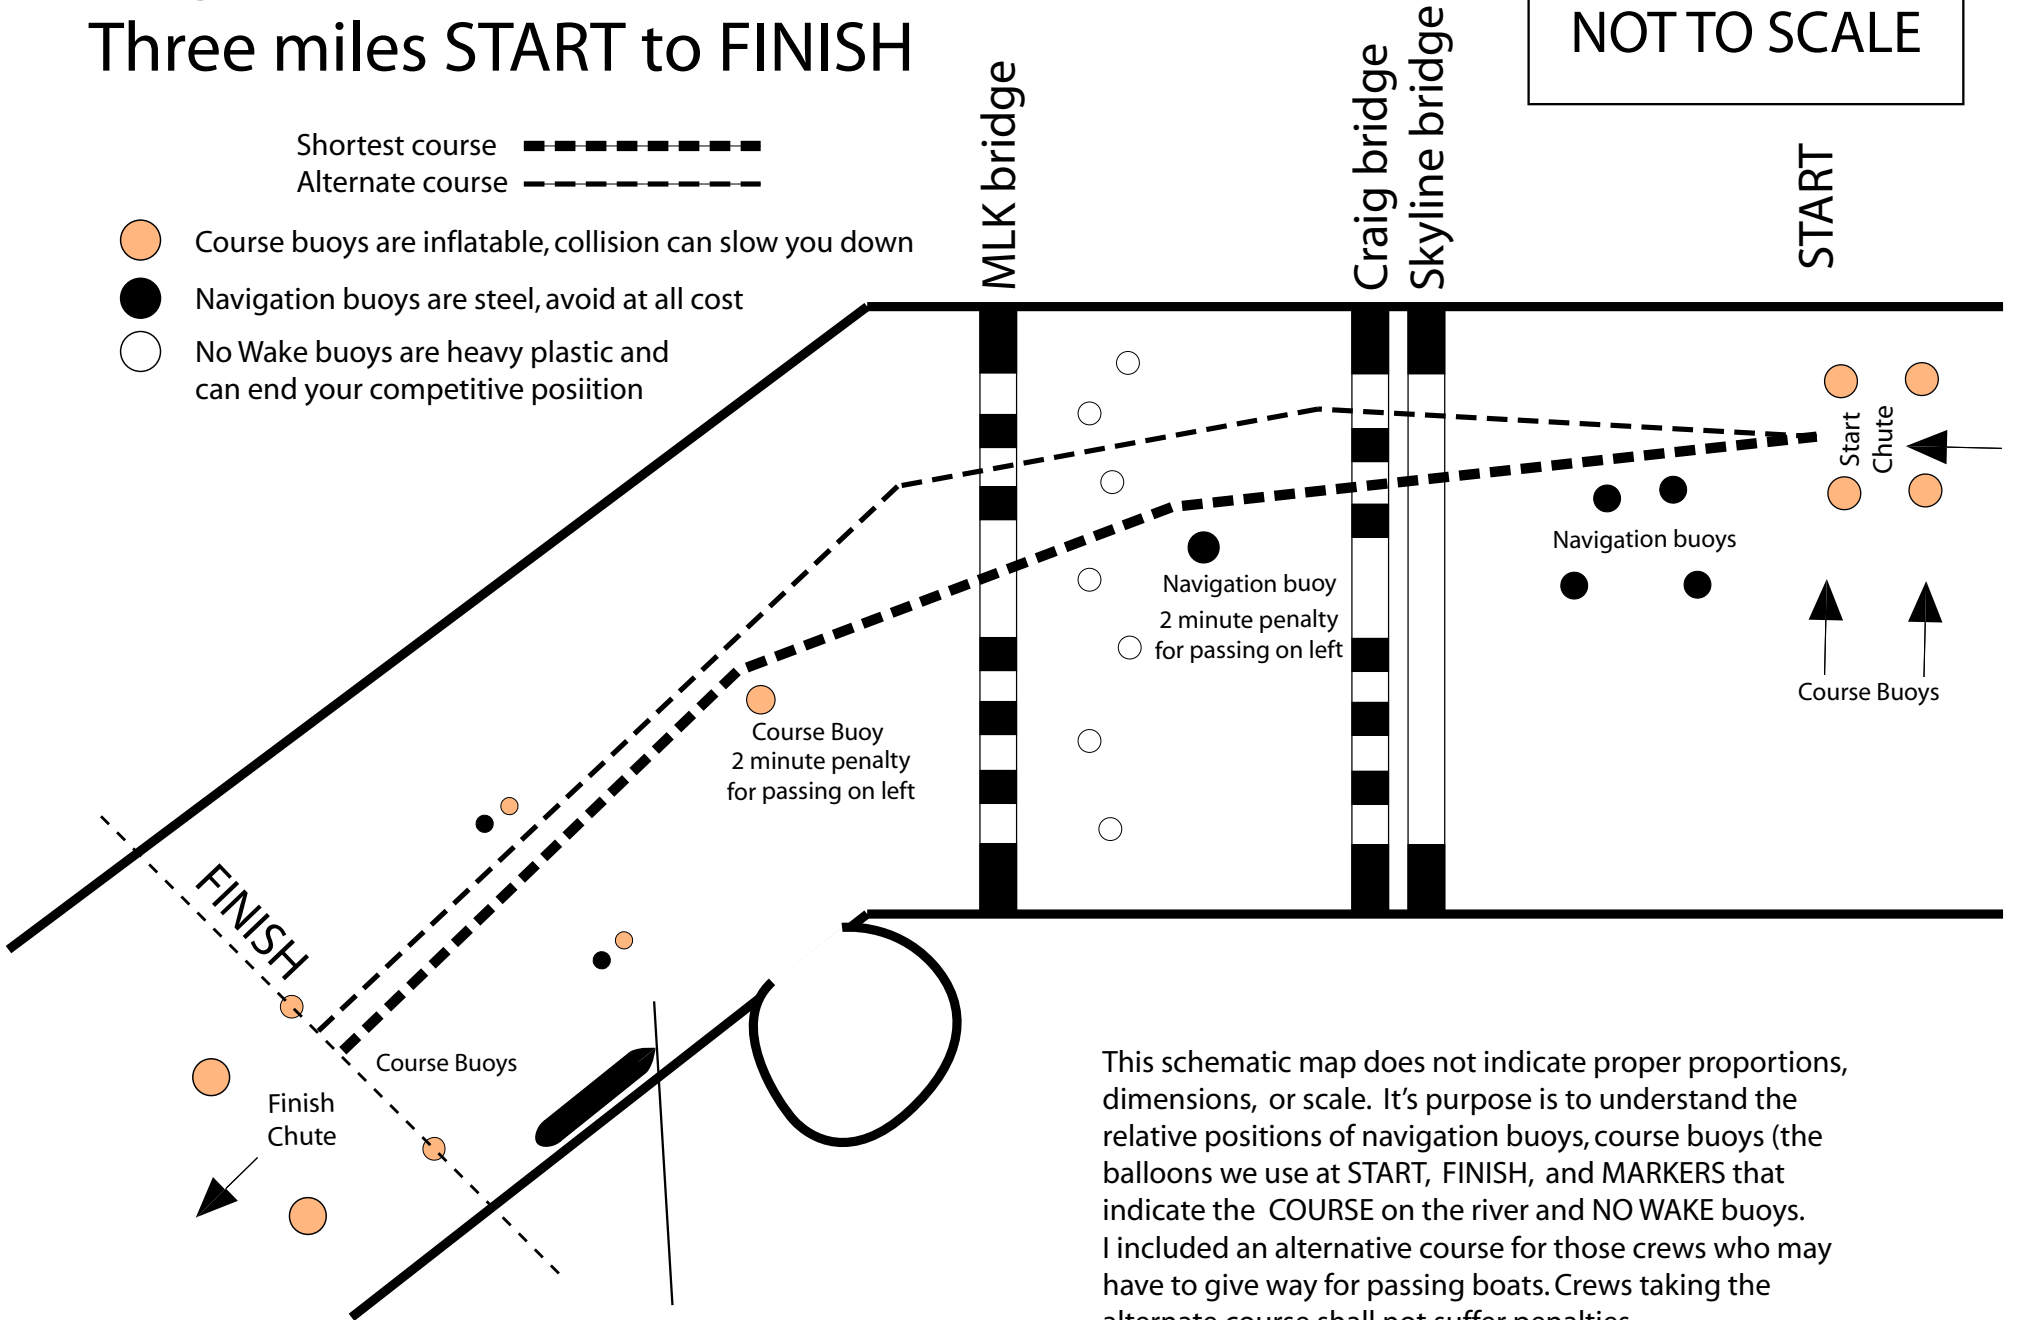 Three miles START to FINISH
NOT TO SCALE
Shortest course
Alternate course
Course buoys are inflatable, collision can slow you down
Navigation buoys are steel, avoid at all cost
No Wake buoys are heavy plastic and
can end your competitive posiition
MLK bridge
Craig bridge
Skyline bridge
START
Start
Chute
Navigation buoys
Navigation buoy
2 minute penalty
for passing on left
Course Buoys
Course Buoy
2 minute penalty
for passing on left
FINISH
Course Buoys
Finish
Chute
This schematic map does not indicate proper proportions,
dimensions, or scale. It's purpose is to understand the
relative positions of navigation buoys, course buoys (the
balloons we use at START, FINISH, and MARKERS that
indicate the COURSE on the river and NO WAKE buoys.
I included an alternative course for those crews who may
have to give way for passing boats. Crews taking the
alternate course shall not suffer penalties